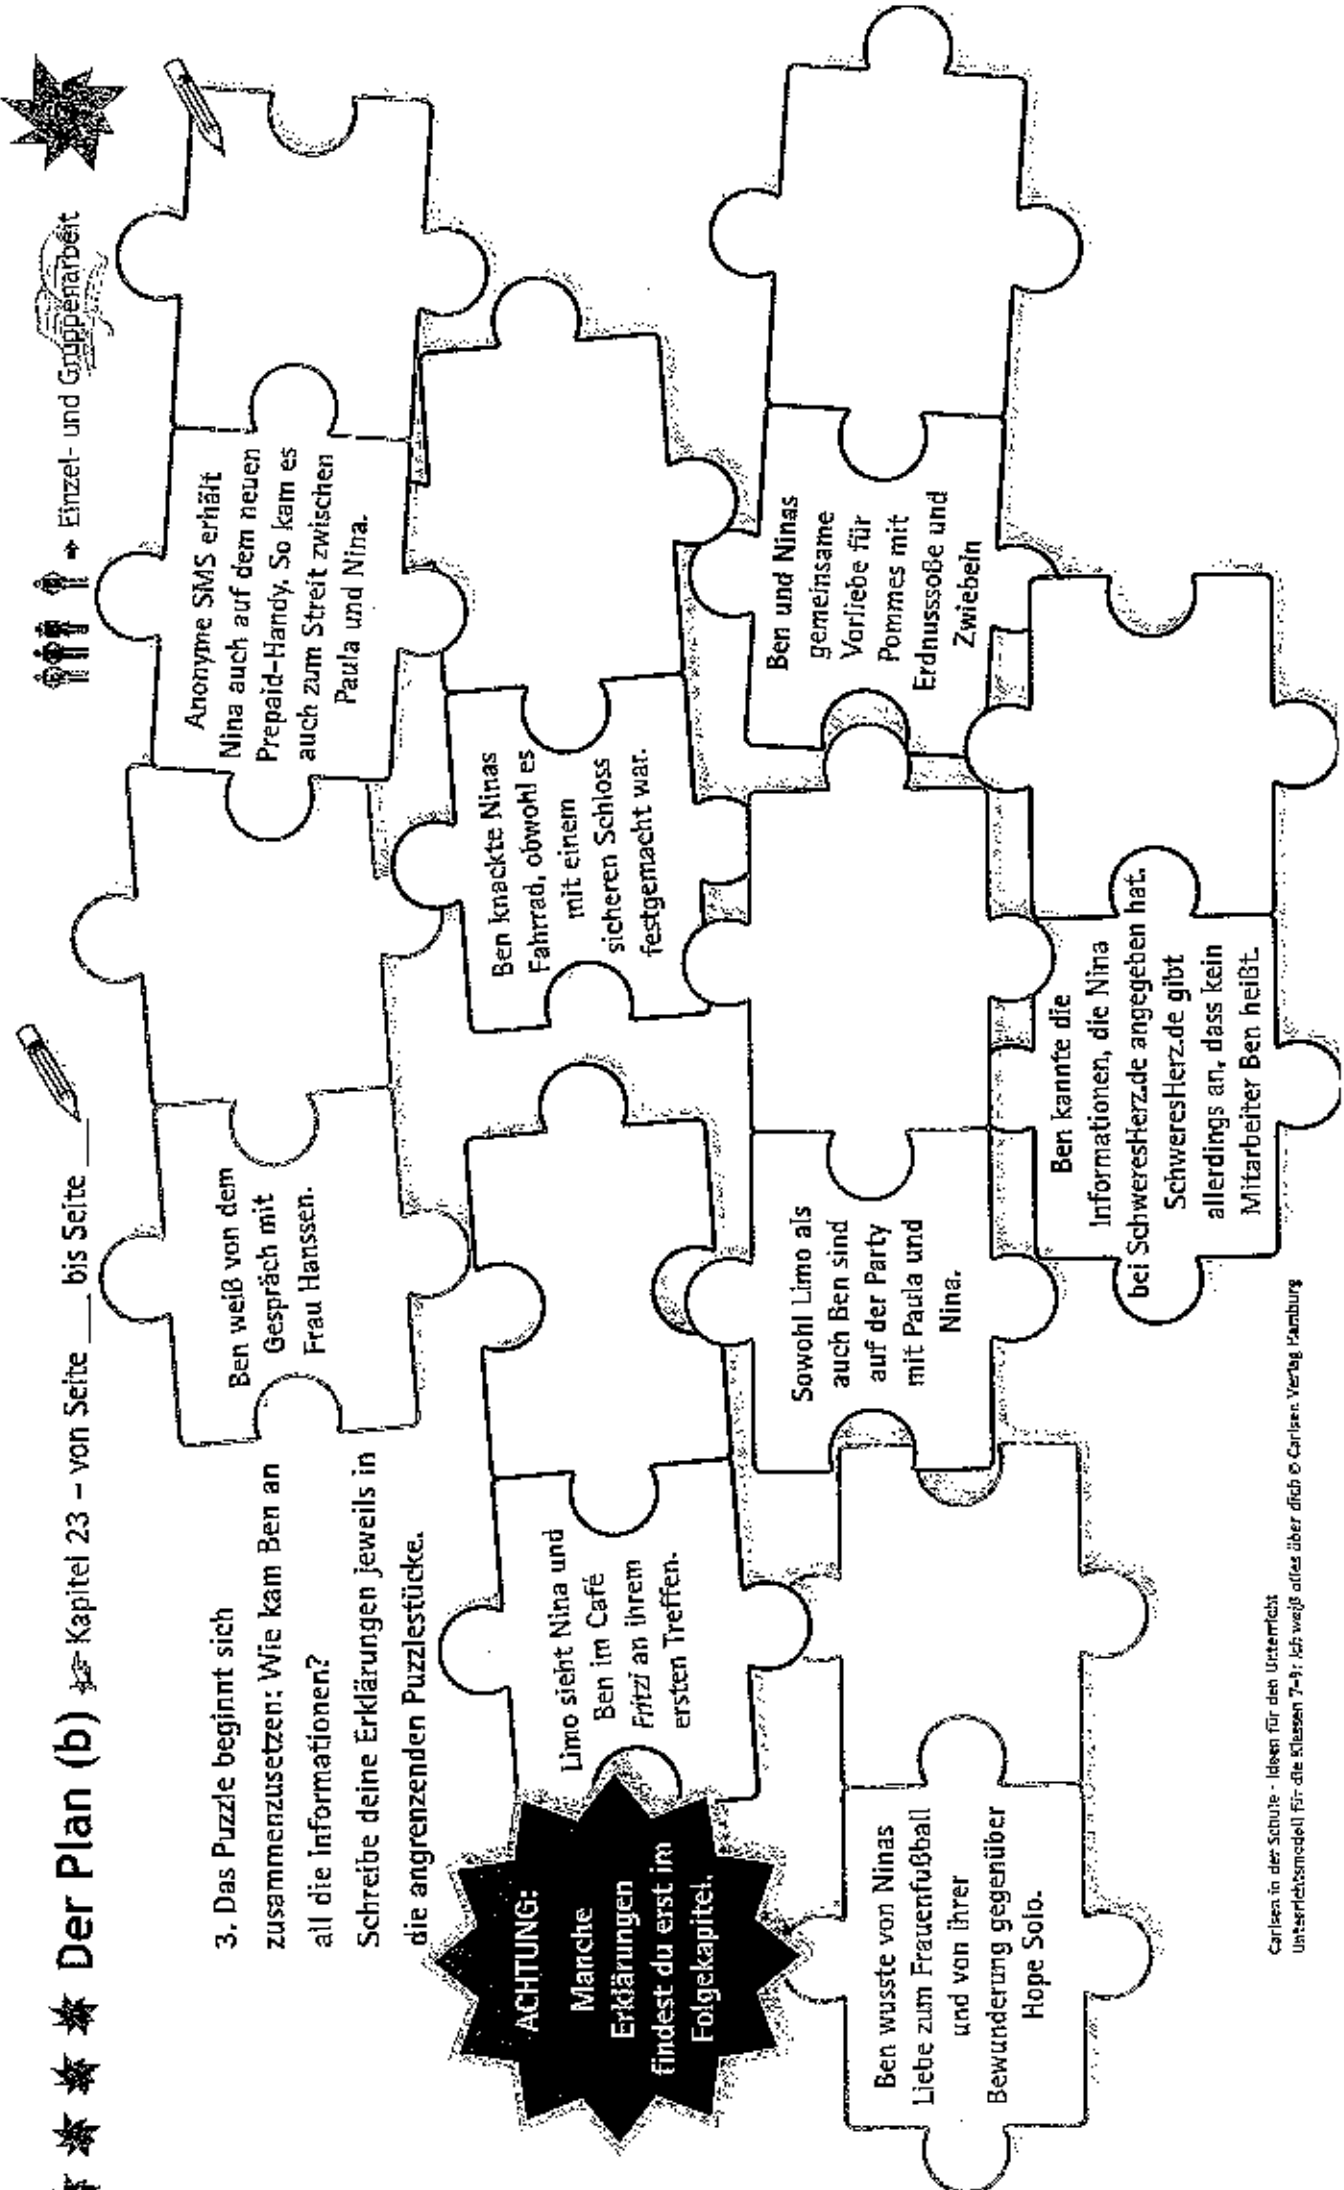 Der Plan (b) Kapitel 23 – von Seite ___ bis Seite ___
➜ Einzel- und Gruppenarbeit
3. Das Puzzle beginnt sich
zusammenzusetzen: Wie kam Ben an
all die Informationen?
Schreibe deine Erklärungen jeweils in
die angrenzenden Puzzlestücke.
Ben weiß von dem
Gespräch mit
Frau Hanssen.
Anonyme SMS erhält
Nina auch auf dem neuen
Prepaid-Handy. So kam es
auch zum Streit zwischen
Paula und Nina.
ACHTUNG:
Manche
Erklärungen
findest du erst im
Folgekapitel.
Limo sieht Nina und
Ben im Café
Fritzi an ihrem
ersten Treffen.
Ben knackte Ninas
Fahrrad, obwohl es
mit einem
sicheren Schloss
festgemacht war.
Sowohl Limo als
auch Ben sind
auf der Party
mit Paula und
Nina.
Ben und Ninas
gemeinsame
Vorliebe für
Pommes mit
Erdnusssoße und
Zwiebeln
Ben wusste von Ninas
Liebe zum Frauenfußball
und von ihrer
Bewunderung gegenüber
Hope Solo.
Ben kannte die
Informationen, die Nina
bei SchweresHerz.de angegeben hat.
SchweresHerz.de gibt
allerdings an, dass kein
Mitarbeiter Ben heißt.
Carlsen in der Schule - Ideen für den Unterricht
Unterrichtsmodell für die Klassen 7-9: Ich weiß alles über dich © Carlsen Verlag Hamburg